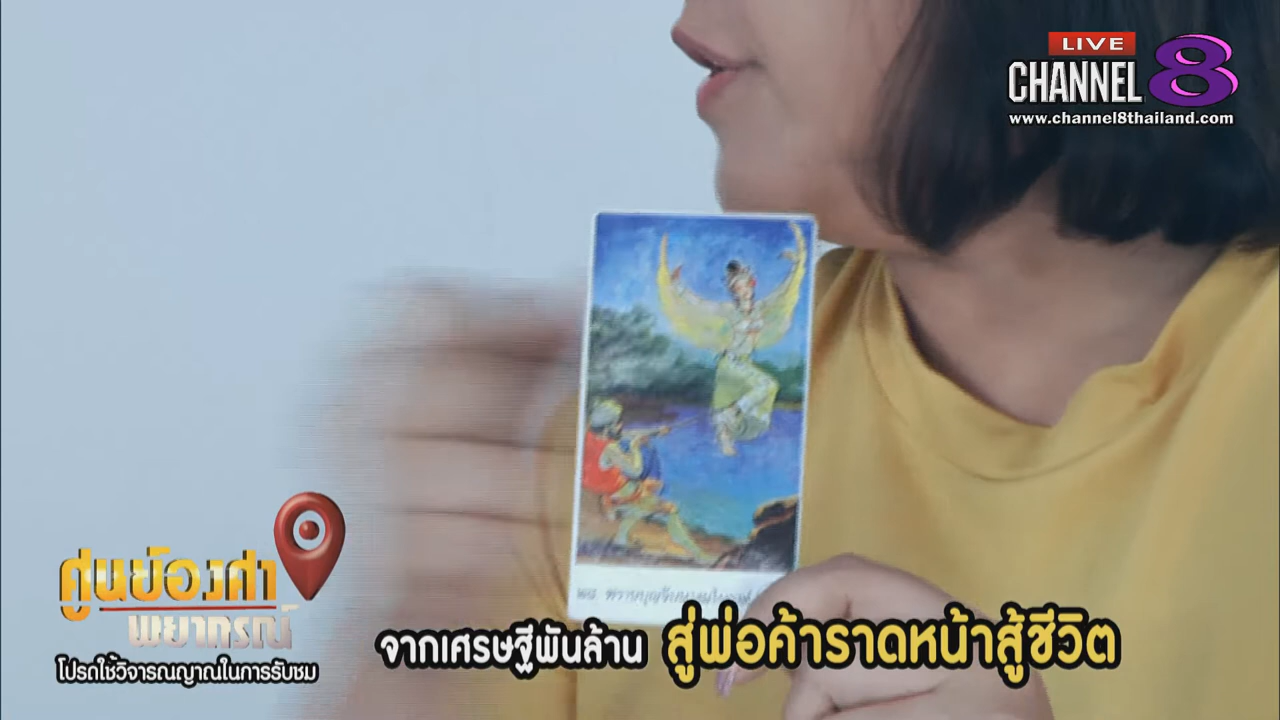 LIVE
CHANNEL 8
www.channel8thailand.com
ศูนย์องศา
พยากรณ์
โปรดใช้วิจารณญาณในการรับชม
จากเศรษฐีพันล้าน สู่พ่อค้าราดหน้าสู้ชีวิต